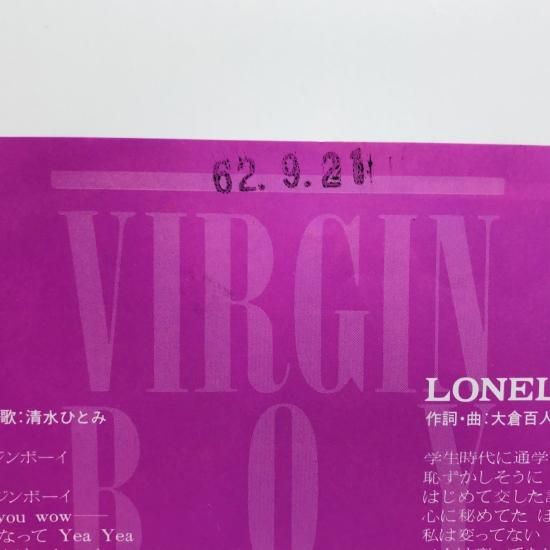 62.9.21
VIRGIN
BOY
歌:清水ひとみ
ジンボーイ
ジンボーイ
you wow——
なって Yea Yea
LONEL
作詞・曲:大倉百人
学生時代に通学
恥ずかしそうに
はじめて交した
心に秘めてた ほ
私は変ってない